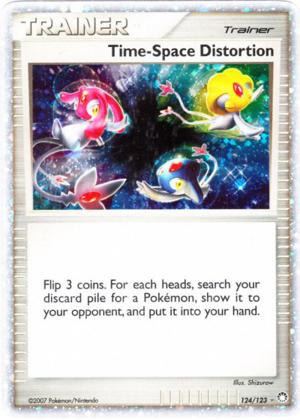 TRAINER
Trainer
Time-Space Distortion
Flip 3 coins. For each heads, search your
discard pile for a Pokémon, show it to
your opponent, and put it into your hand.
Illus. Shizurow
©2007 Pokémon/Nintendo
124/123